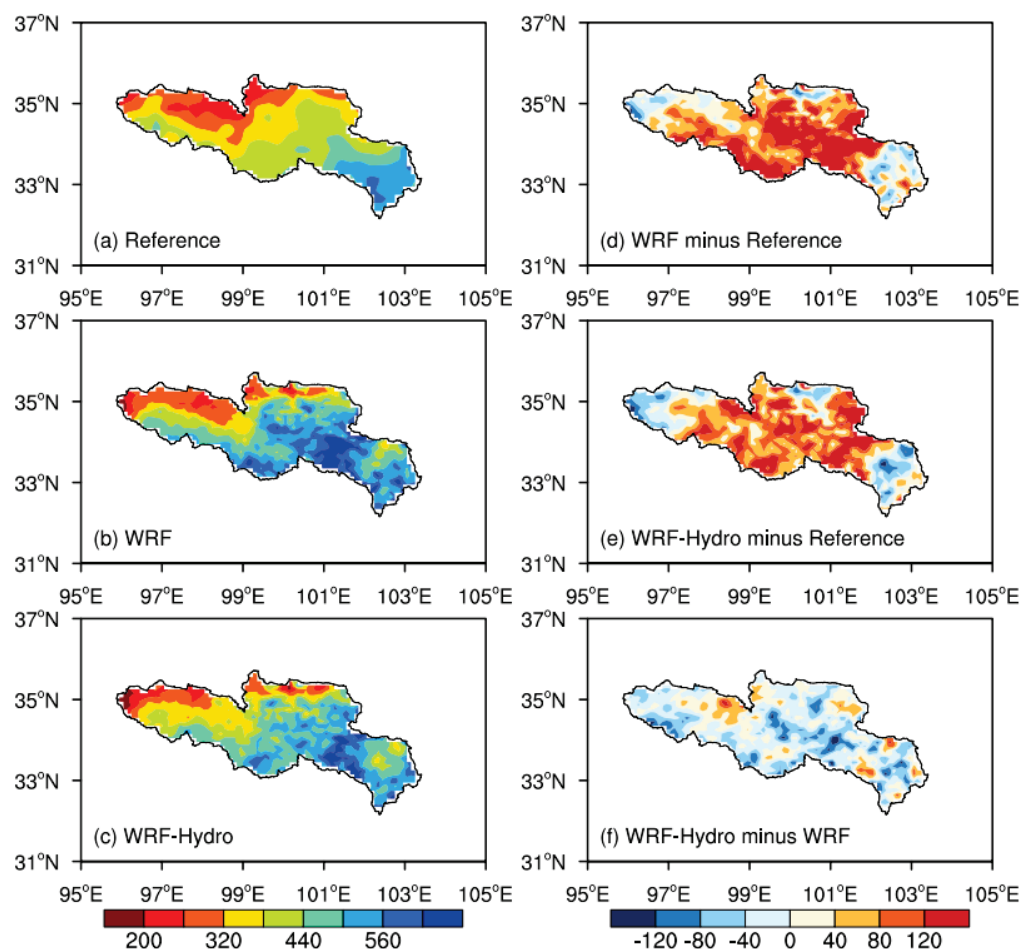 37°N
35°N
33°N
31°N
(a) Reference
95°E 97°E 99°E 101°E 103°E 105°E
37°N
35°N
33°N
31°N
(d) WRF minus Reference
95°E 97°E 99°E 101°E 103°E 105°E
37°N
35°N
33°N
31°N
(b) WRF
95°E 97°E 99°E 101°E 103°E 105°E
37°N
35°N
33°N
31°N
(e) WRF-Hydro minus Reference
95°E 97°E 99°E 101°E 103°E 105°E
37°N
35°N
33°N
31°N
(c) WRF-Hydro
95°E 97°E 99°E 101°E 103°E 105°E
200 320 440 560
37°N
35°N
33°N
31°N
(f) WRF-Hydro minus WRF
95°E 97°E 99°E 101°E 103°E 105°E
-120 -80 -40 0 40 80 120